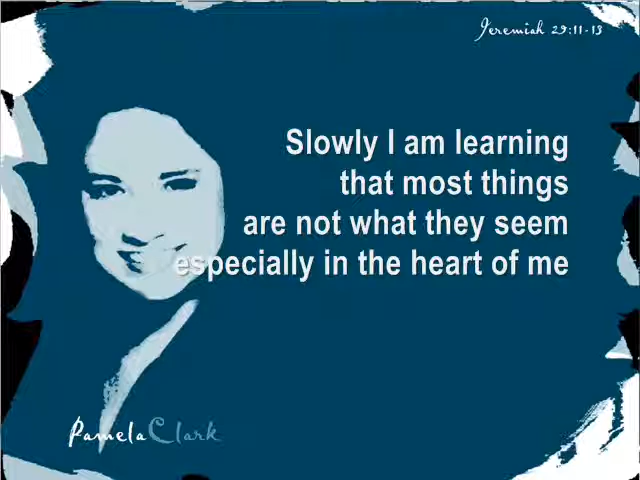 Jeremiah 29:11-13
Slowly I am learning
that most things
are not what they seem
especially in the heart of me
PamelaClark